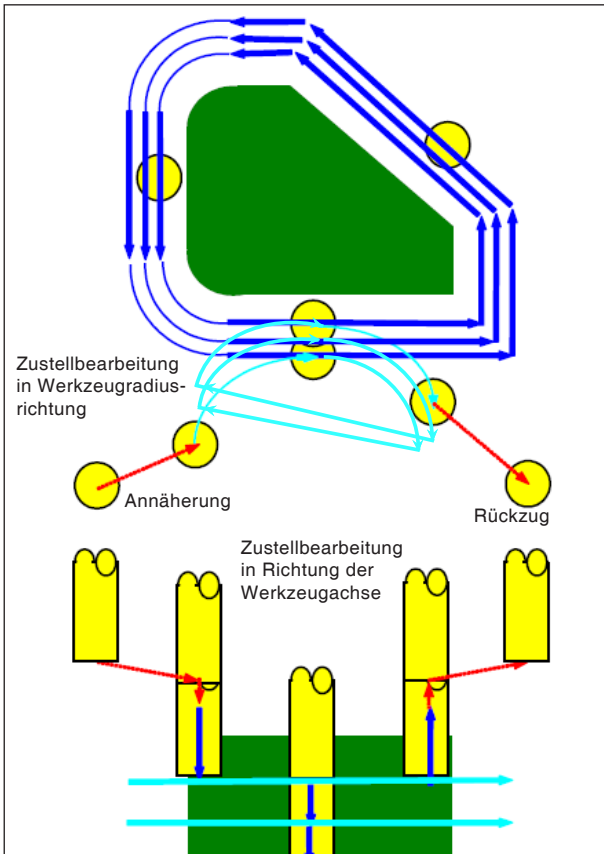 Zustellbearbeitung
in Werkzeugradius-
richtung
Annäherung
Rückzug
Zustellbearbeitung
in Richtung der
Werkzeugachse